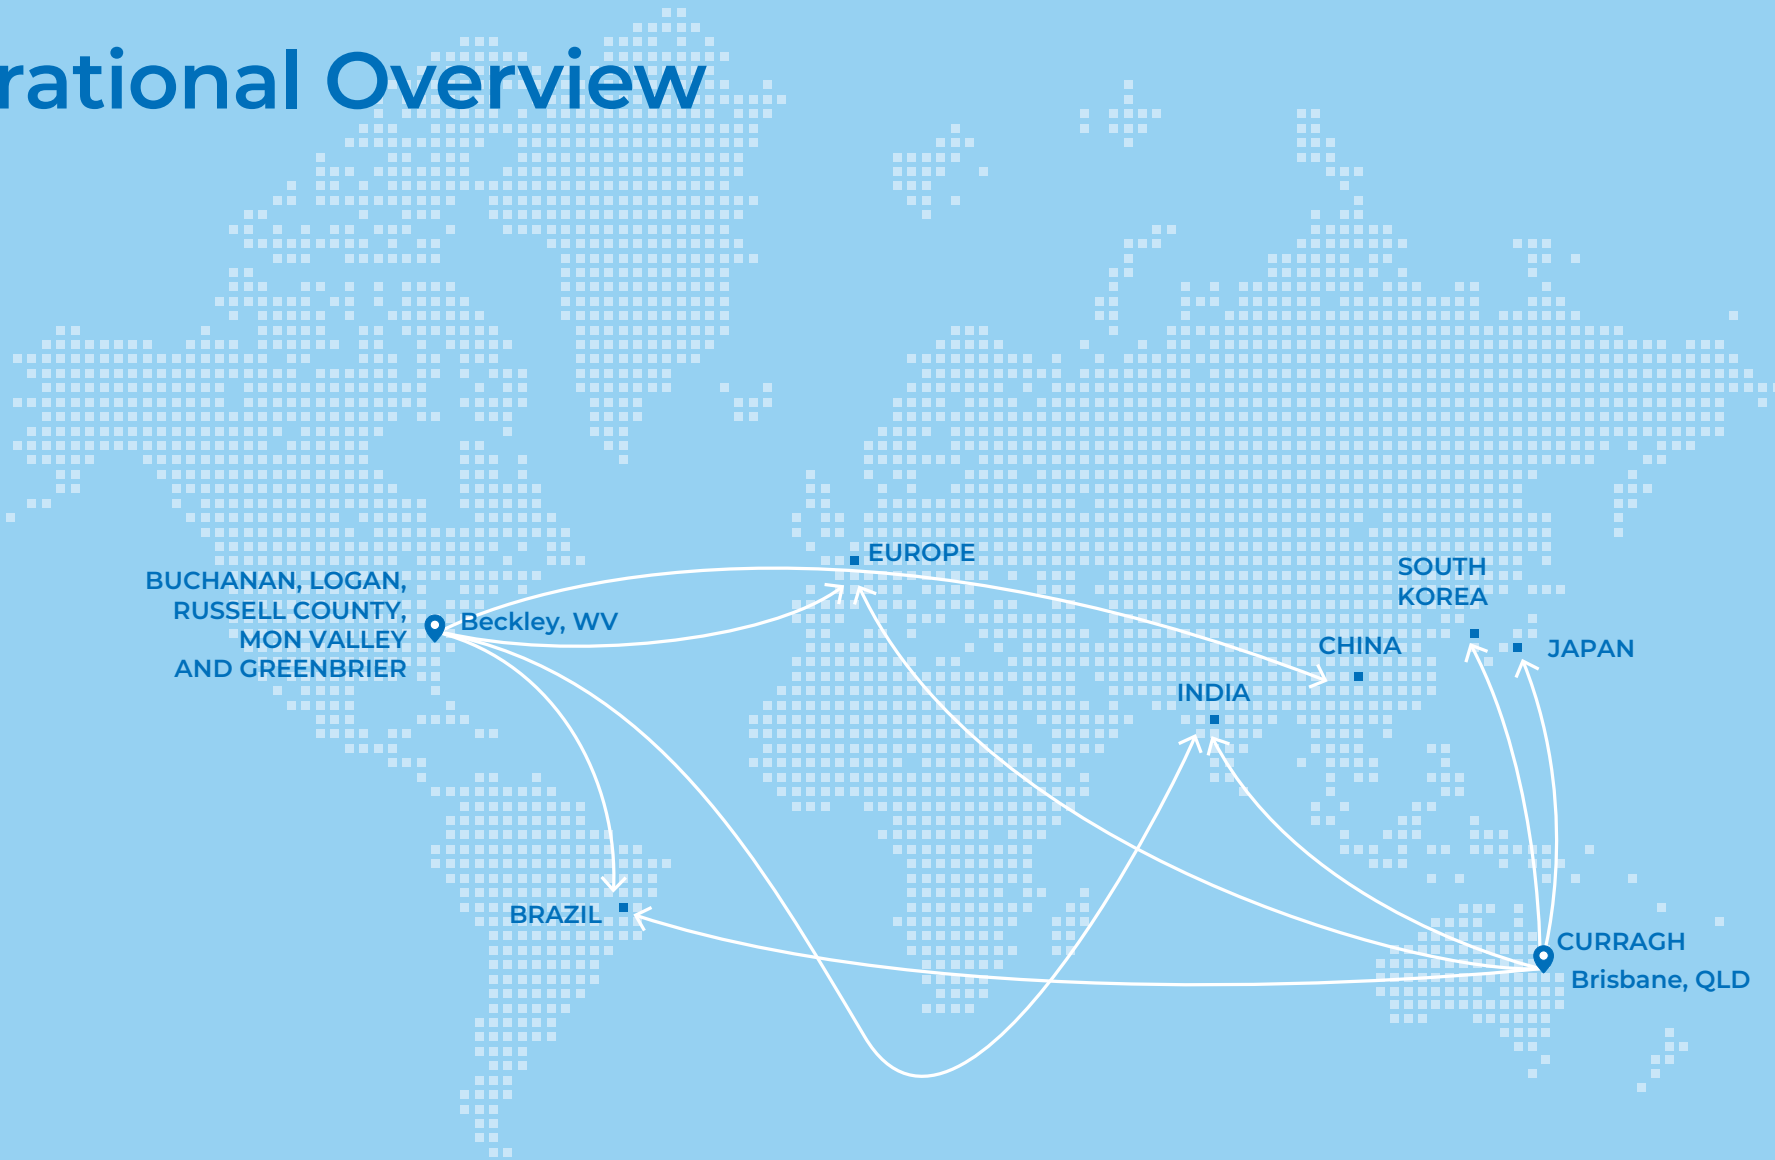 rational Overview
EUROPE
SOUTH
KOREA
BUCHANAN, LOGAN,
RUSSELL COUNTY,
MON VALLEY
AND GREENBRIER
Beckley, WV
CHINA
JAPAN
INDIA
BRAZIL
CURRAGH
Brisbane, QLD